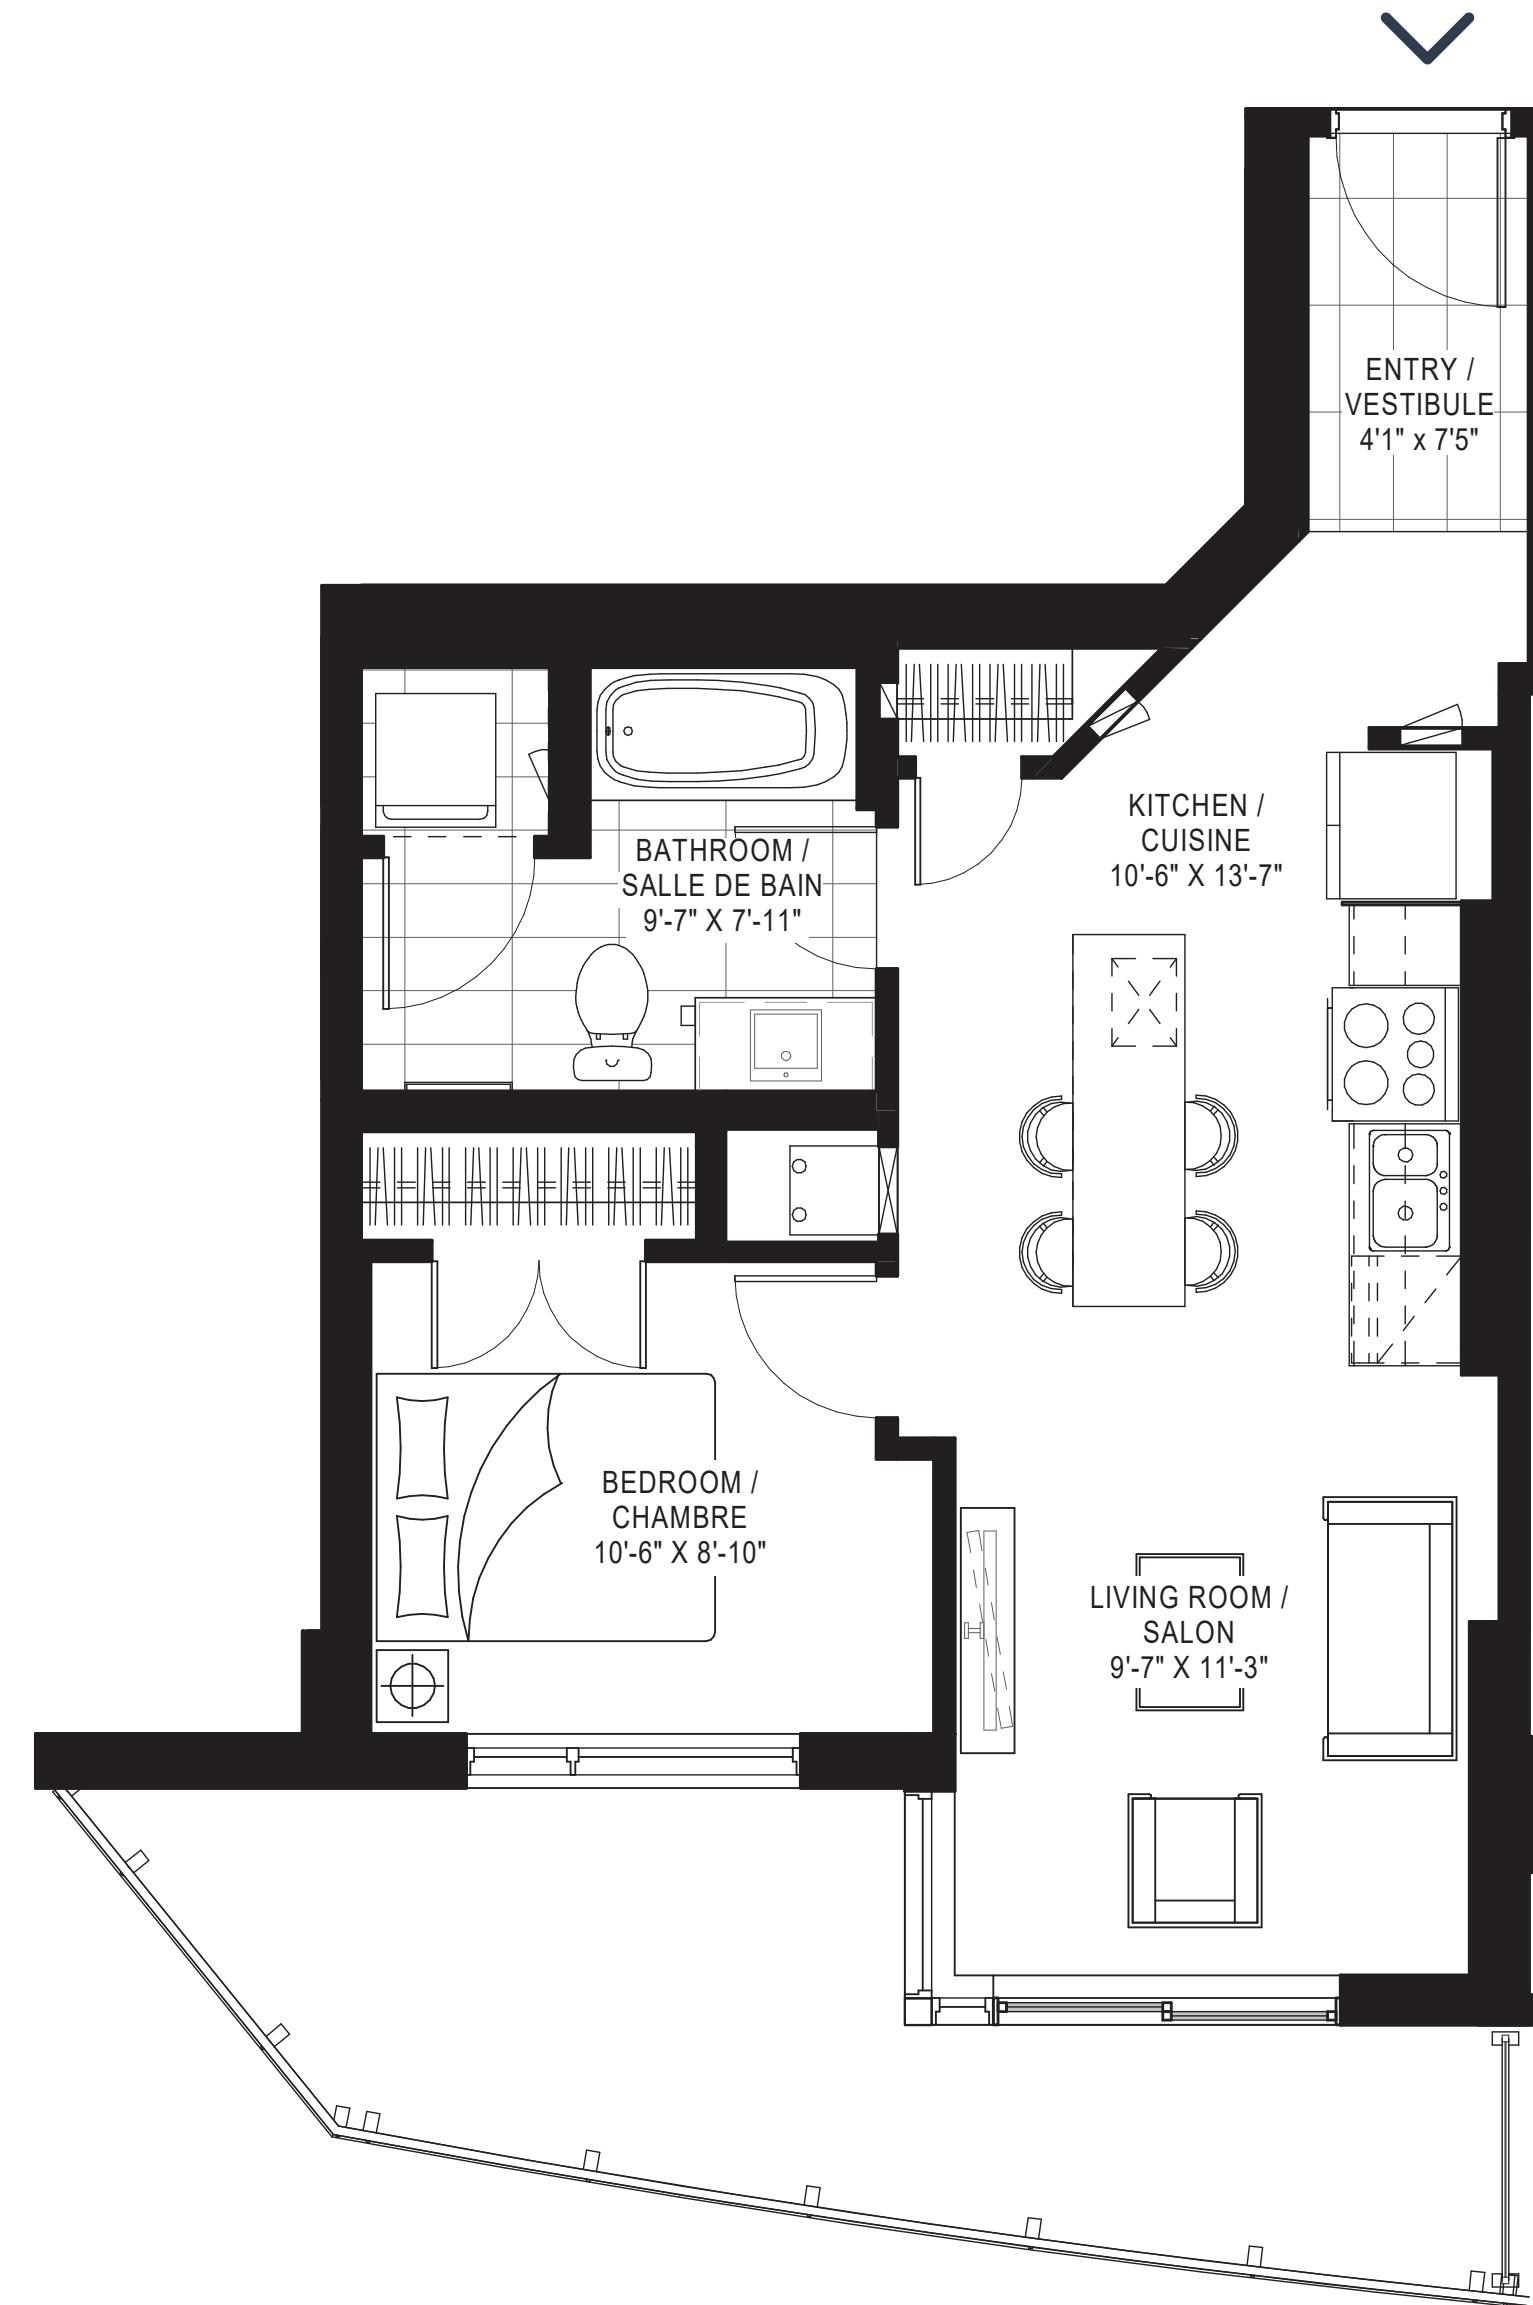 ENTRY /
VESTIBULE
4'1" x 7'5"
KITCHEN /
CUISINE
10'-6" X 13'-7"
BATHROOM /
SALLE DE BAIN
9'-7" X 7'-11"
BEDROOM /
CHAMBRE
10'-6" X 8'-10"
LIVING ROOM /
SALON
9'-7" X 11'-3"